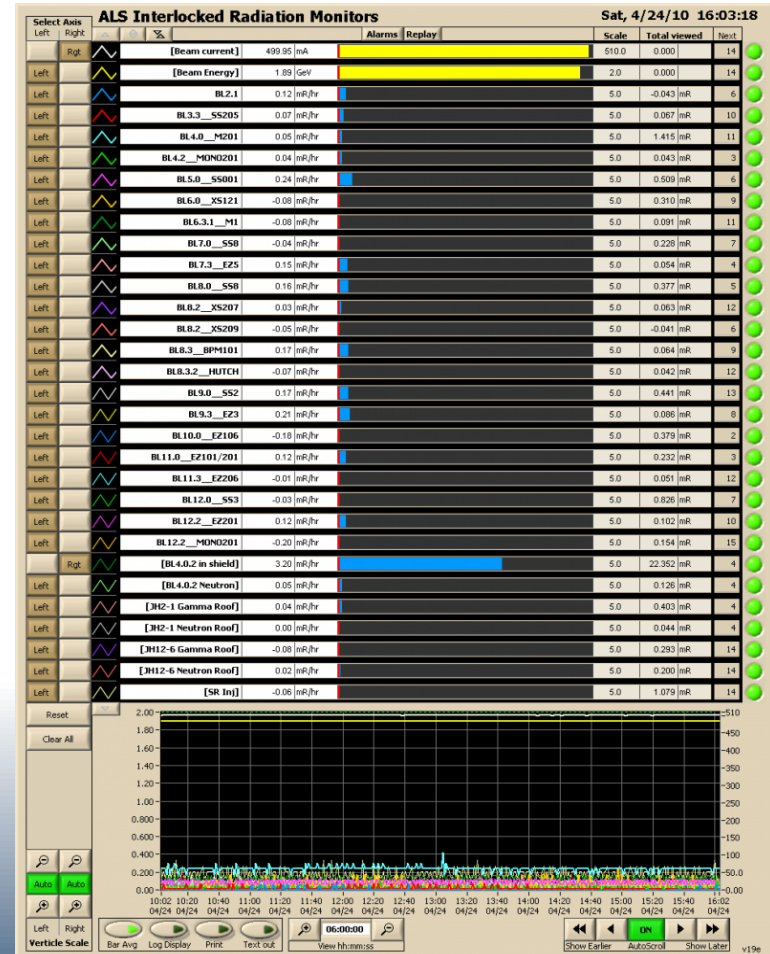 ALS Interlocked Radiation Monitors Sat, 4/24/10 16:03:18
Select Axis
Left Right Alarms Replay Scale Total viewed Next
Rgt [Beam current] 499.95 mA 510.0 0.000 14
Left [Beam Energy] 1.89 GeV 2.0 0.000 14
Left BL2.1 0.12 mR/hr 5.0 -0.043 mR 6
Left BL3.3__SS205 0.07 mR/hr 5.0 0.067 mR 10
Left BL4.0__M201 0.05 mR/hr 5.0 1.415 mR 11
Left BL4.2__MONO201 0.04 mR/hr 5.0 0.043 mR 3
Left BL5.0__SS001 0.24 mR/hr 5.0 0.509 mR 6
Left BL6.0__XS121 -0.08 mR/hr 5.0 0.310 mR 9
Left BL6.3.1__M1 -0.08 mR/hr 5.0 0.091 mR 11
Left BL7.0__SS8 -0.04 mR/hr 5.0 0.228 mR 7
Left BL7.3__EZ5 0.15 mR/hr 5.0 0.054 mR 4
Left BL8.0__SS8 0.16 mR/hr 5.0 0.377 mR 5
Left BL8.2__XS207 0.03 mR/hr 5.0 0.063 mR 12
Left BL8.2__XS209 -0.05 mR/hr 5.0 -0.041 mR 6
Left BL8.3__BPM101 0.17 mR/hr 5.0 0.064 mR 9
Left BL8.3.2__HUTCH -0.07 mR/hr 5.0 0.042 mR 12
Left BL9.0__SS2 0.17 mR/hr 5.0 0.441 mR 13
Left BL9.3__EZ3 0.21 mR/hr 5.0 0.086 mR 8
Left BL10.0__EZ106 -0.18 mR/hr 5.0 0.379 mR 2
Left BL11.0__EZ101/201 0.12 mR/hr 5.0 0.232 mR 3
Left BL11.3__EZ206 -0.01 mR/hr 5.0 0.051 mR 12
Left BL12.0__SS3 -0.03 mR/hr 5.0 0.826 mR 7
Left BL12.2__EZ201 0.12 mR/hr 5.0 0.102 mR 10
Left BL12.2__MONO201 -0.20 mR/hr 5.0 0.154 mR 15
Rgt [BL4.0.2 in shield] 3.20 mR/hr 5.0 22.352 mR 4
Left [BL4.0.2 Neutron] 0.05 mR/hr 5.0 0.126 mR 4
Left [JH2-1 Gamma Roof] 0.04 mR/hr 5.0 0.403 mR 4
Left [JH2-1 Neutron Roof] 0.00 mR/hr 5.0 0.044 mR 4
Left [JH12-6 Gamma Roof] -0.08 mR/hr 5.0 0.293 mR 14
Left [JH12-6 Neutron Roof] 0.02 mR/hr 5.0 0.200 mR 14
Left [SR Inj] -0.06 mR/hr 5.0 1.079 mR 14
Reset
Clear All
2.00 510
1.80 450
1.60 400
1.40 350
1.20 300
1.00 250
0.800 200
0.600 150
0.400 100
0.200 50.0
0.00 0.00
10:02 10:20 10:40 11:00 11:20 11:40 12:00 12:20 12:40 13:00 13:20 13:40 14:00 14:20 14:40 15:00 15:20 15:40 16:02
04/24 04/24 04/24 04/24 04/24 04/24 04/24 04/24 04/24 04/24 04/24 04/24 04/24 04/24 04/24 04/24 04/24 04/24 04/24
Auto Auto
Left Right
Verticle Scale
Bar Avg Log Display Print Text out
06:00:00
View hh:mm:ss
ON
Show Earlier AutoScroll Show Later
v19e